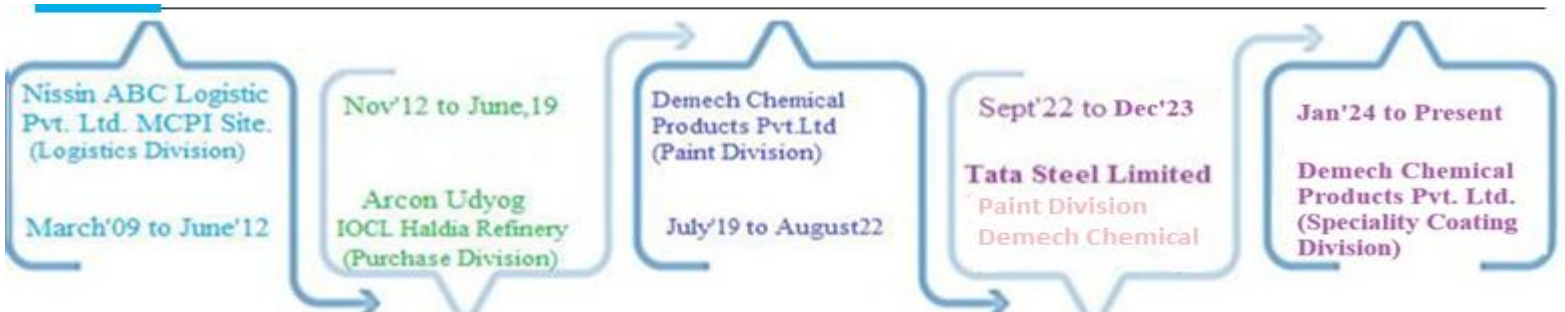 Nissin ABC Logistic
Pvt. Ltd. MCPI Site.
(Logistics Division)
March'09 to June'12
Nov'12 to June,19
Arcon Udyog
IOCL Haldia Refinery
(Purchase Division)
Demech Chemical
Products Pvt.Ltd
(Paint Division)
July'19 to August22
Sept'22 to Dec'23
Tata Steel Limited
Paint Division
Demech Chemical
Jan'24 to Present
Demech Chemical
Products Pvt. Ltd.
(Speciality Coating
Division)